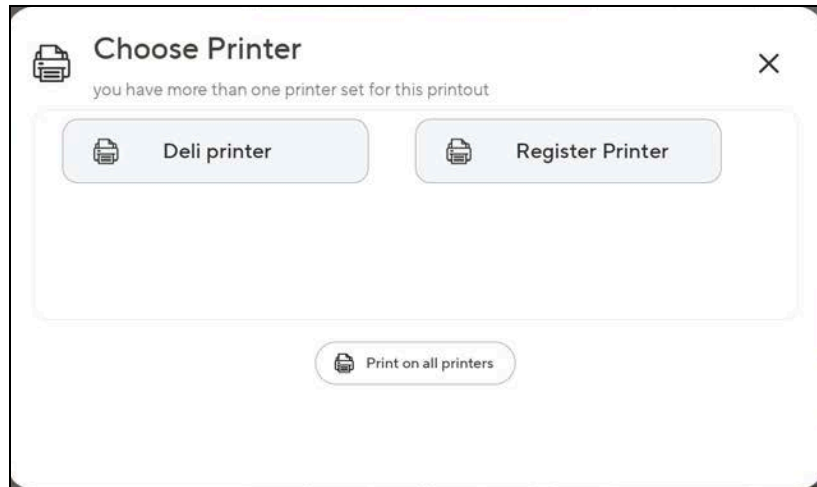 Choose Printer
you have more than one printer set for this printout
Deli printer
Register Printer
Print on all printers